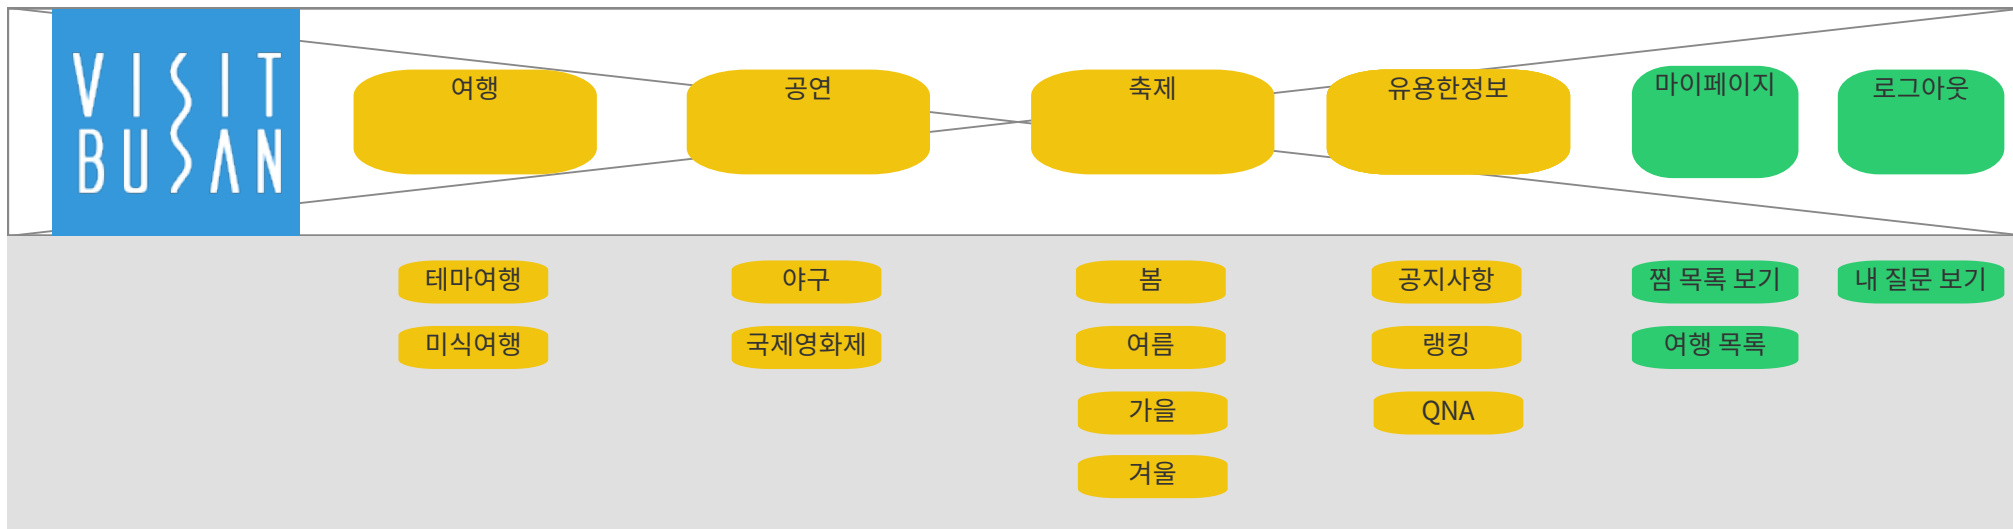 VISIT
BUSAN
여행
공연
축제
유용한정보
마이페이지
로그아웃
테마여행
야구
봄
공지사항
찜 목록 보기
내 질문 보기
미식여행
국제영화제
여름
랭킹
여행 목록
가을
QNA
겨울